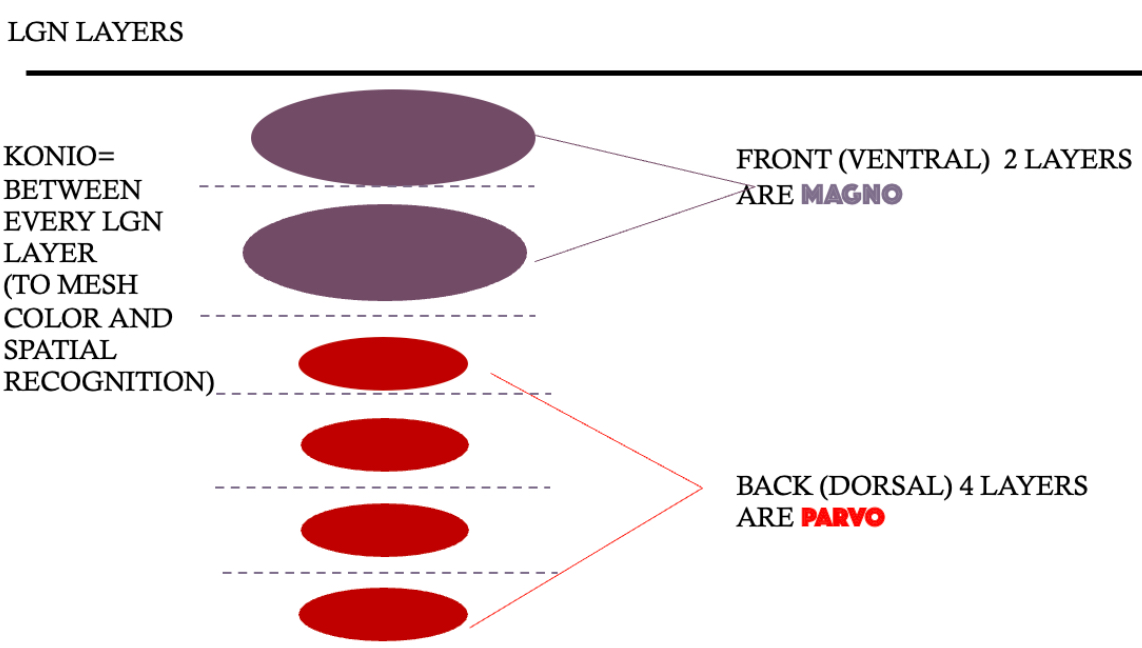 LGN LAYERS
KONIO=
BETWEEN
EVERY LGN
LAYER
(TO MESH
COLOR AND
SPATIAL
RECOGNITION)
FRONT (VENTRAL)  2 LAYERS
ARE MAGNO
BACK (DORSAL) 4 LAYERS
ARE PARVO